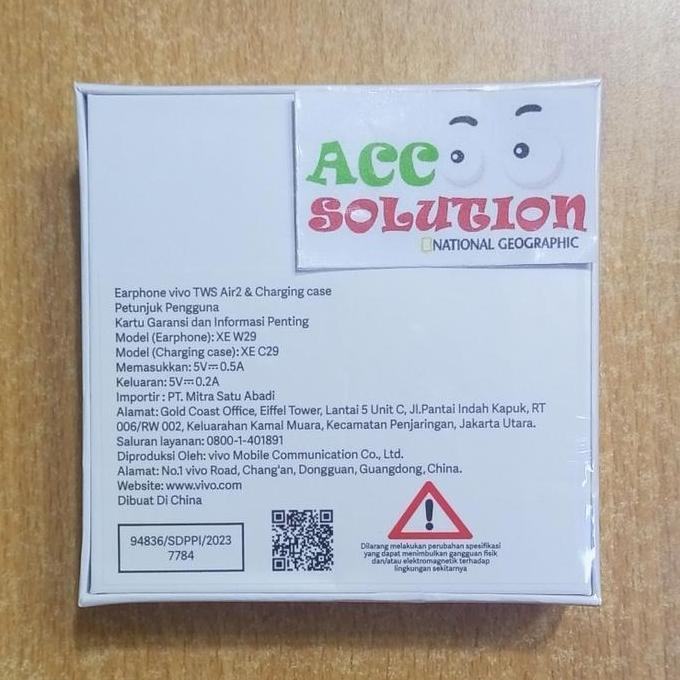 ACC
SOLUTION
NATIONAL GEOGRAPHIC
Earphone vivo TWS Air2 & Charging case
Petunjuk Pengguna
Kartu Garansi dan Informasi Penting
Model (Earphone): XE W29
Model (Charging case): XE C29
Memasukkan: 5V⎓0.5A
Keluaran: 5V⎓0.2A
Importir : PT. Mitra Satu Abadi
Alamat: Gold Coast Office, Eiffel Tower, Lantai 5 Unit C, Jl.Pantai Indah Kapuk, RT
006/RW 002, Keluarahan Kamal Muara, Kecamatan Penjaringan, Jakarta Utara.
Saluran layanan: 0800-1-401891
Diproduksi Oleh: vivo Mobile Communication Co., Ltd.
Alamat: No.1 vivo Road, Chang'an, Dongguan, Guangdong, China.
Website: www.vivo.com
Dibuat Di China
94836/SDPPI/2023
7784
Dilarang melakukan perubahan spesifikasi
yang dapat menimbulkan gangguan fisik
dan/atau elektromagnetik terhadap
lingkungan sekitarnya